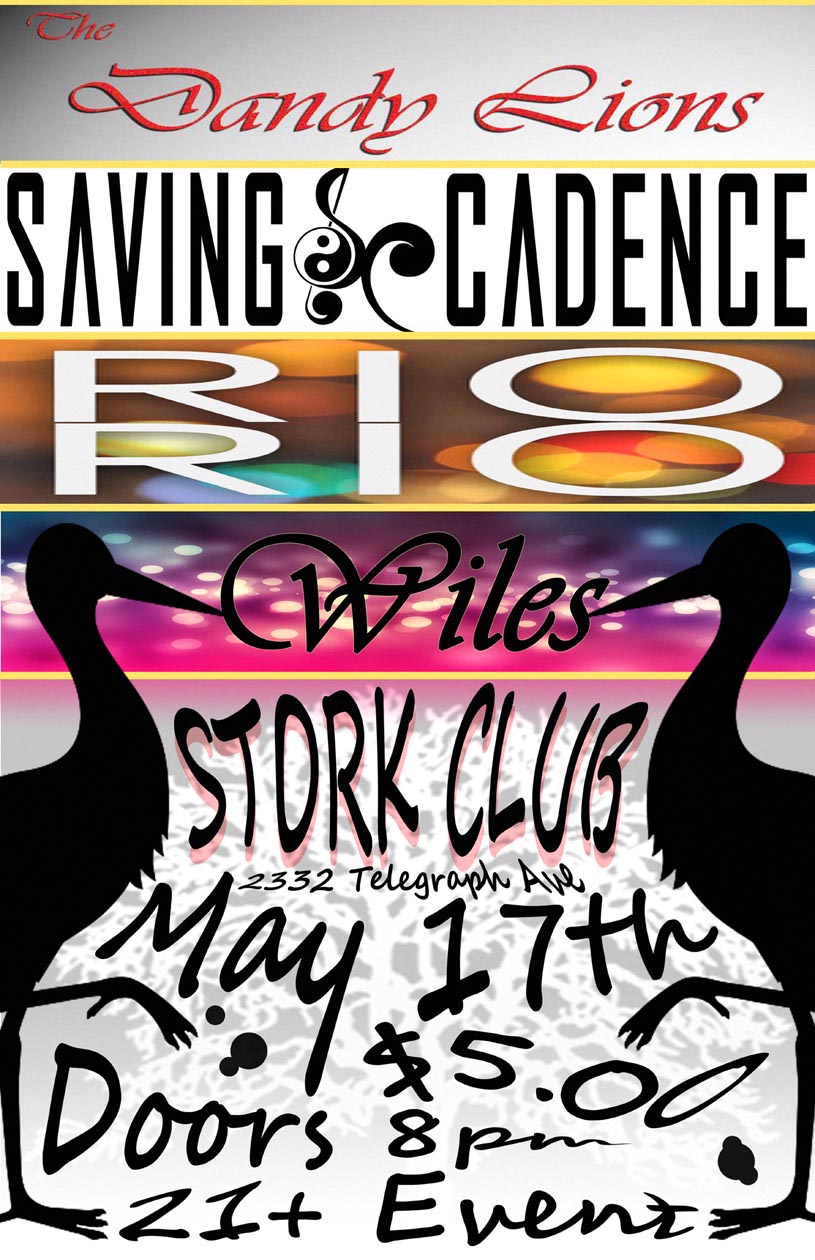 The
Dandy Lions
SAVING CADENCE
RIO
RIO
Wiles
STORK CLUB
2332 Telegraph Ave
May 17th
$5.00
Doors 8pm
21+ Event